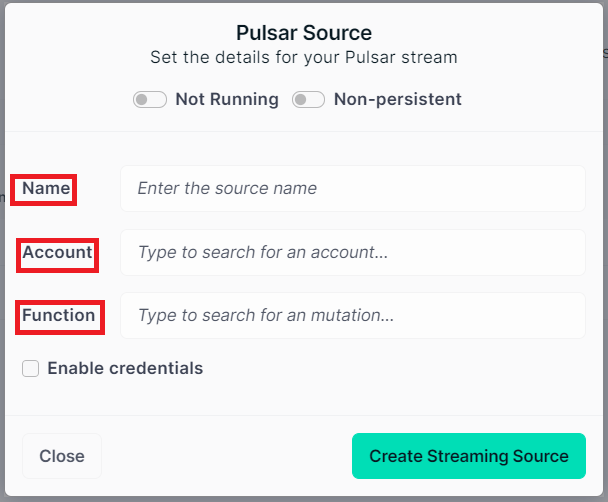 Pulsar Source
Set the details for your Pulsar stream
Not Running Non-persistent
Name Enter the source name
Account Type to search for an account...
Function Type to search for an mutation...
Enable credentials
Close Create Streaming Source